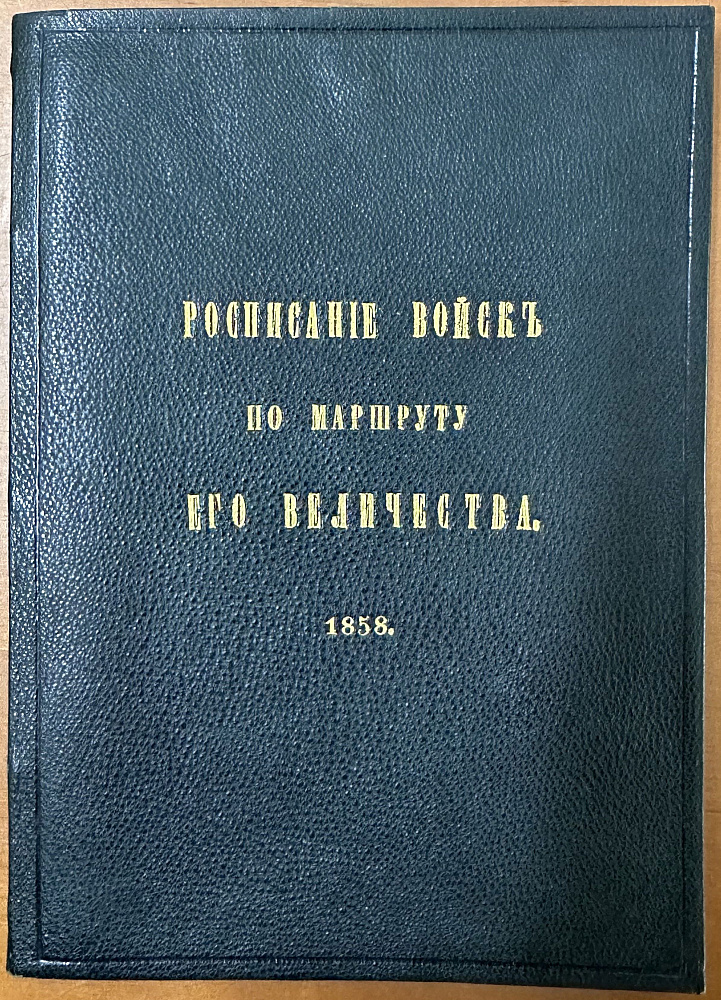 РОСПИСАНІЕ ВОЙСКЪ
ПО МАРШРУТУ
ЕГО ВЕЛИЧЕСТВА.
1858.